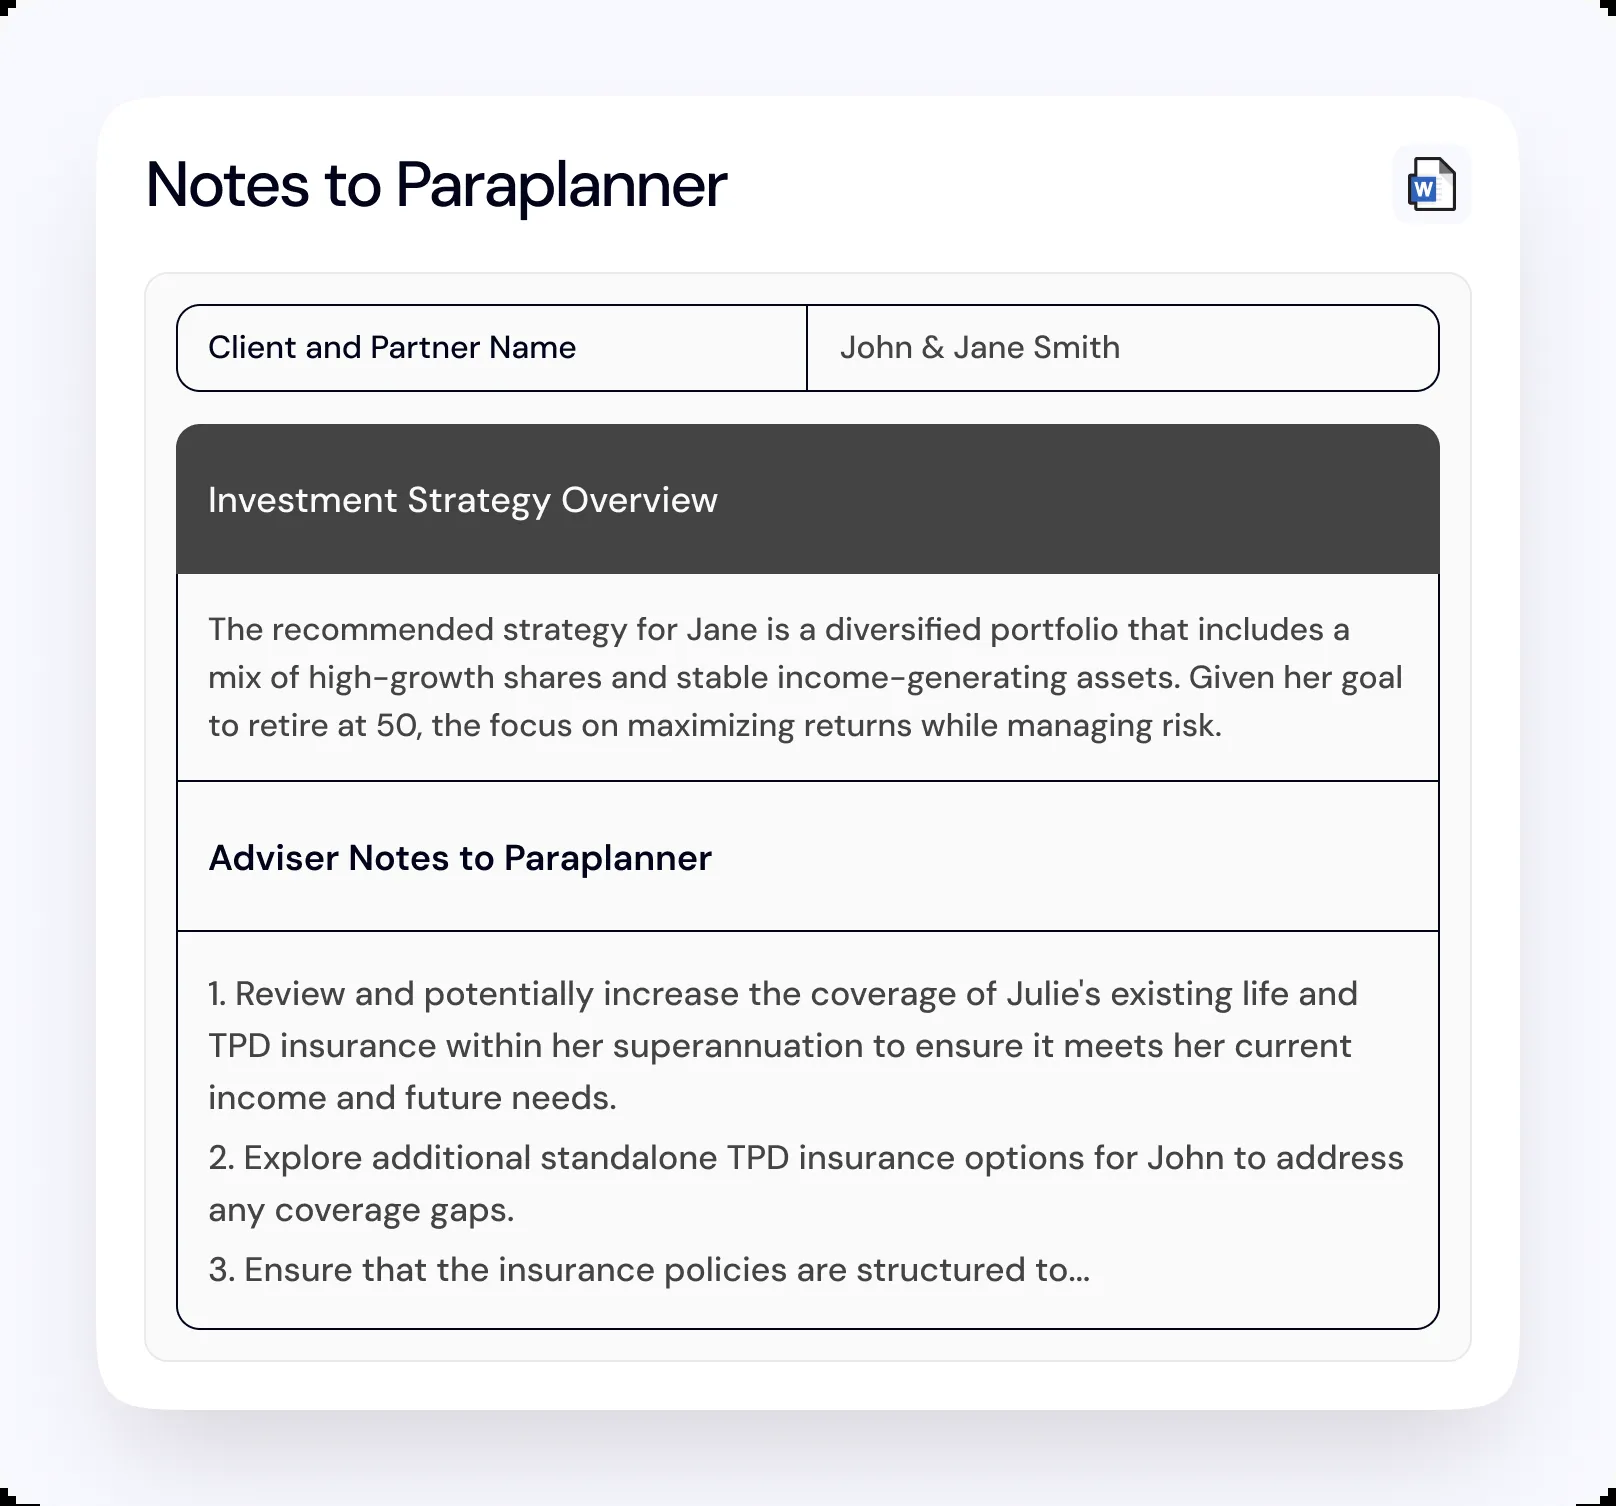 Notes to Paraplanner
W
Client and Partner Name
John & Jane Smith
Investment Strategy Overview
The recommended strategy for Jane is a diversified portfolio that includes a
mix of high-growth shares and stable income-generating assets. Given her goal
to retire at 50, the focus on maximizing returns while managing risk.
Adviser Notes to Paraplanner
1. Review and potentially increase the coverage of Julie's existing life and
TPD insurance within her superannuation to ensure it meets her current
income and future needs.
2. Explore additional standalone TPD insurance options for John to address
any coverage gaps.
3. Ensure that the insurance policies are structured to...